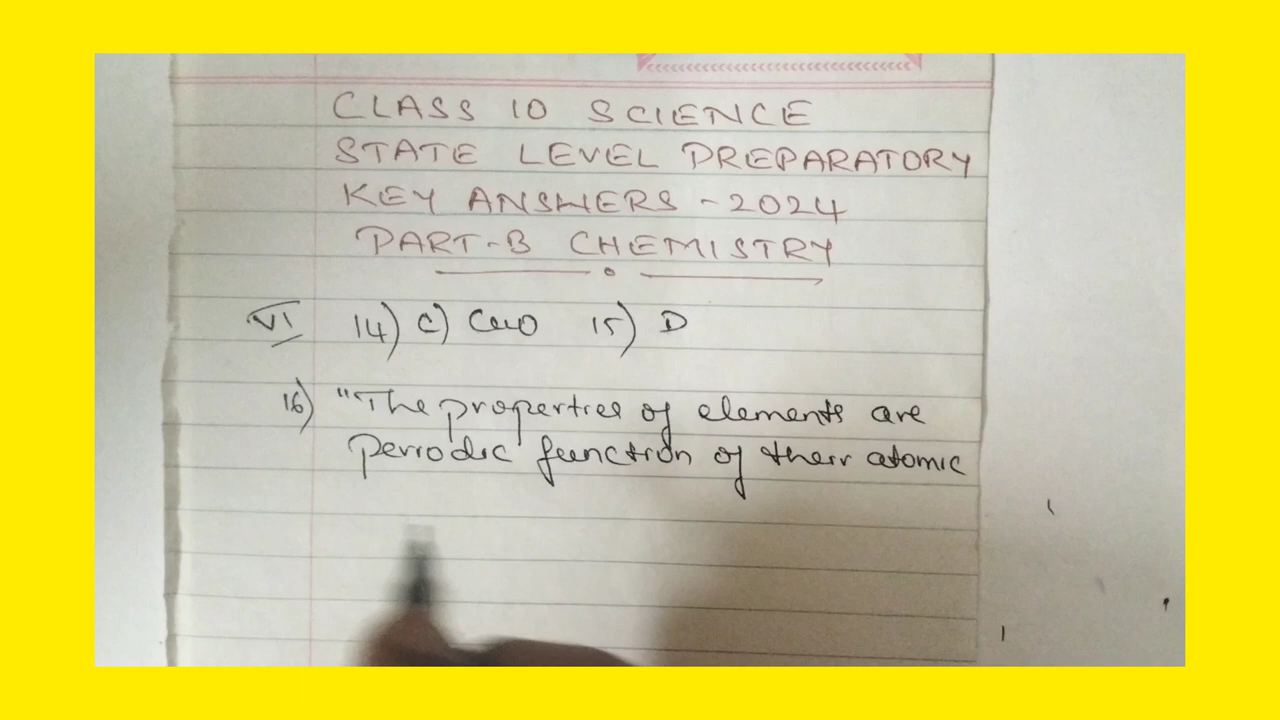 CLASS 10 SCIENCE
STATE LEVEL PREPARATORY
KEY ANSWERS - 2024
PART-B CHEMISTRY
VI 14) C) CuO 15) D
16) "The properties of elements are
periodic function of their atomic